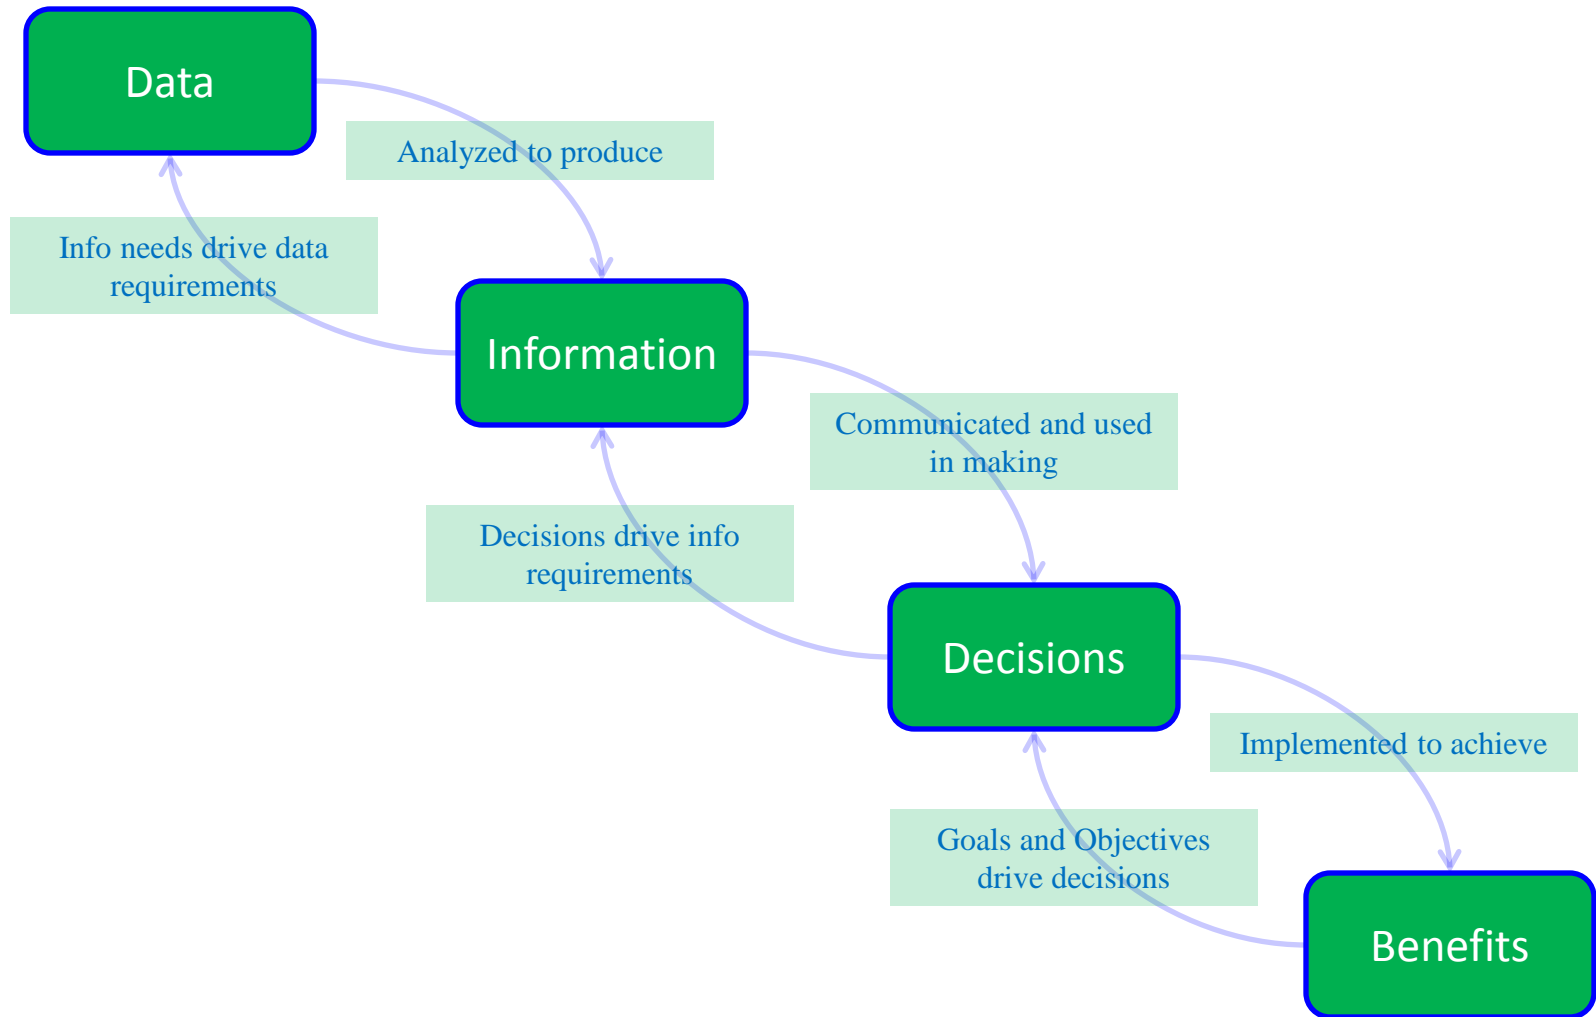 Data
Analyzed to produce
Info needs drive data
requirements
Information
Communicated and used
in making
Decisions drive info
requirements
Decisions
Implemented to achieve
Goals and Objectives
drive decisions
Benefits